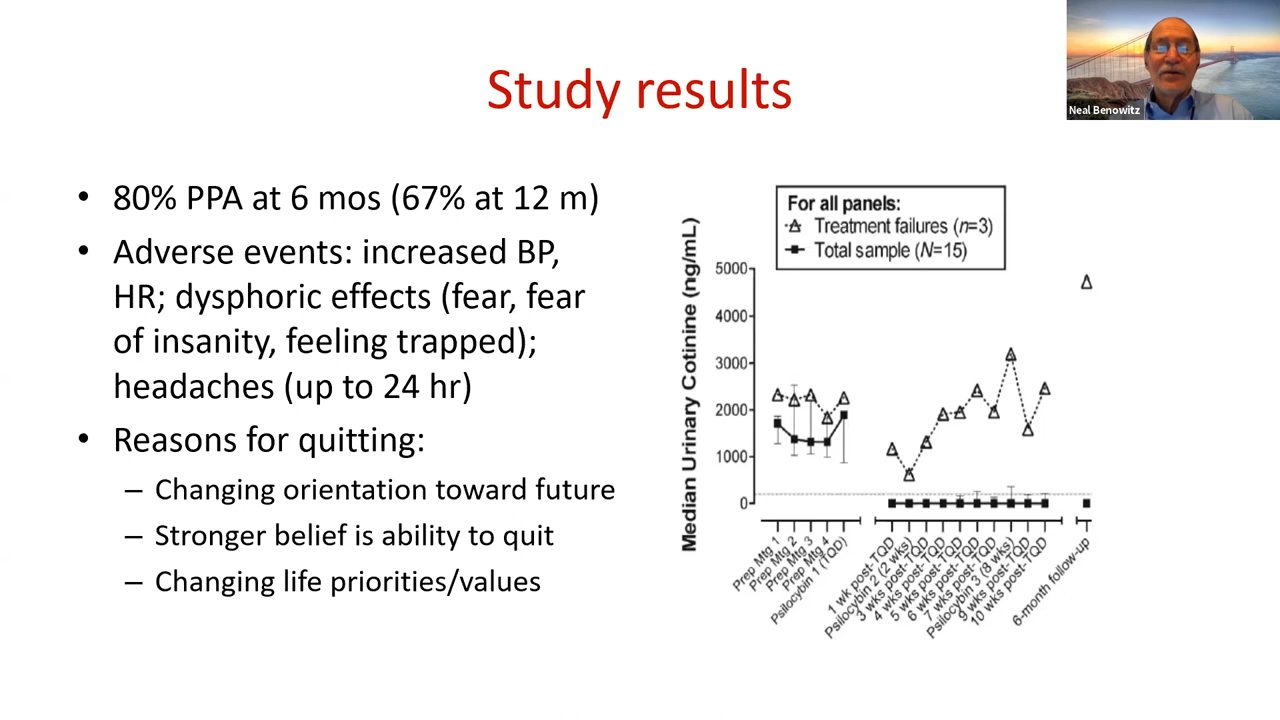 Study results
Neal Benowitz
• 80% PPA at 6 mos (67% at 12 m)
• Adverse events: increased BP,
HR; dysphoric effects (fear, fear
of insanity, feeling trapped);
headaches (up to 24 hr)
• Reasons for quitting:
– Changing orientation toward future
– Stronger belief is ability to quit
– Changing life priorities/values
For all panels:
Treatment failures (n=3)
Total sample (N=15)
Median Urinary Cotinine (ng/mL)
5000
4000
3000
2000
1000
0
Prep Mtg 1
Prep Mtg 2
Prep Mtg 3
Prep Mtg 4
Psilocybin 1 (TQD)
1 wk post-TQD
Psilocybin 2 (2 wks)
3 wks post-TQD
4 wks post-TQD
5 wks post-TQD
6 wks post-TQD
7 wks post-TQD
Psilocybin 3 (8 wks)
9 wks post-TQD
10 wks post-TQD
6-month follow-up